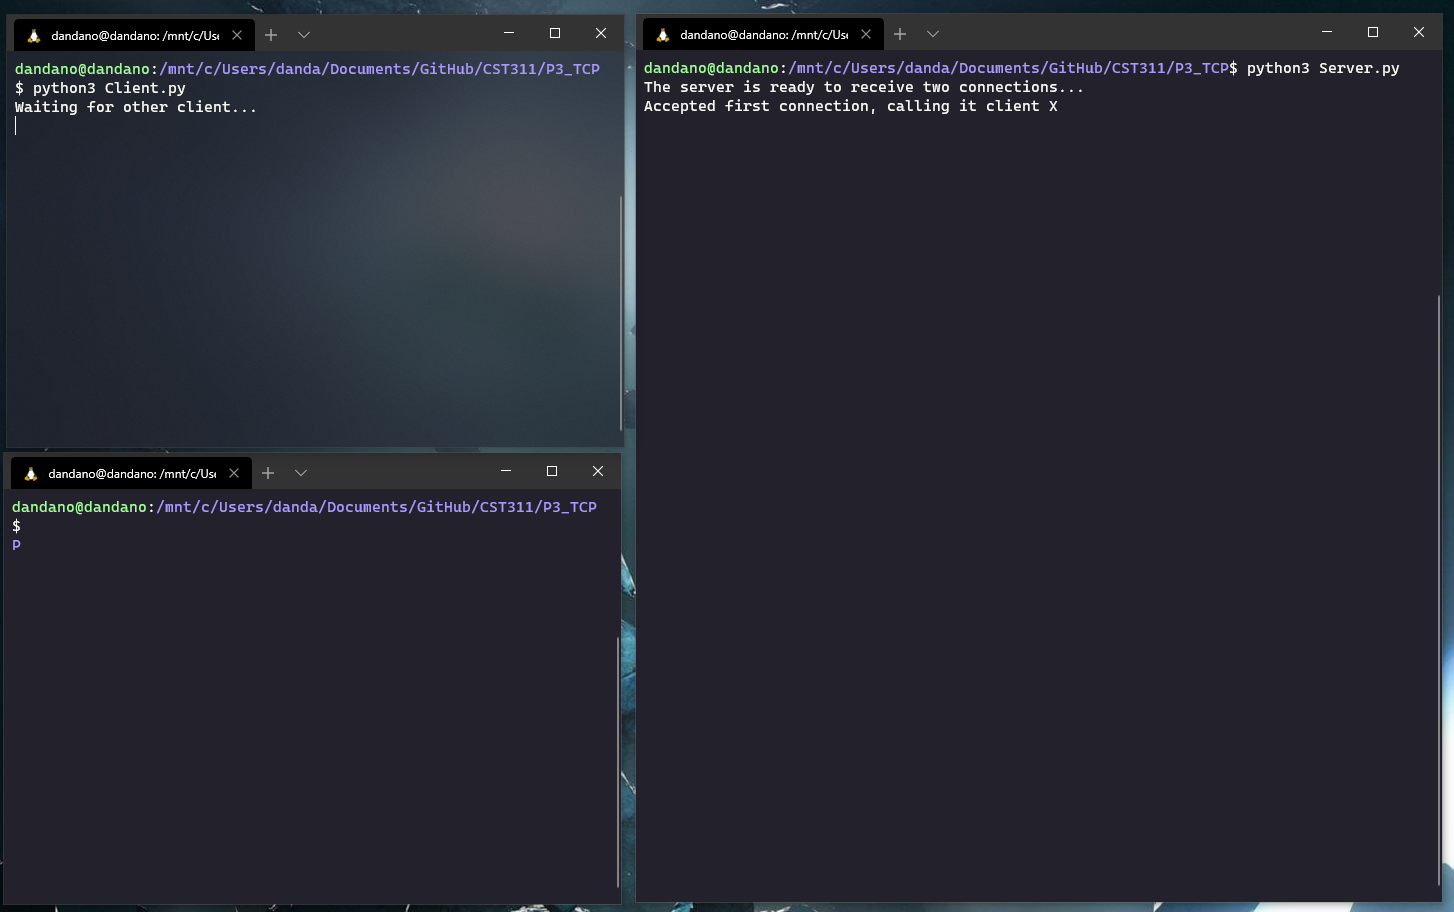 dandano@dandano: /mnt/c/Use
dandano@dandano:/mnt/c/Users/danda/Documents/GitHub/CST311/P3_TCP
$ python3 Client.py
Waiting for other client...
dandano@dandano: /mnt/c/Use
dandano@dandano:/mnt/c/Users/danda/Documents/GitHub/CST311/P3_TCP$ python3 Server.py
The server is ready to receive two connections...
Accepted first connection, calling it client X
dandano@dandano: /mnt/c/Use
dandano@dandano:/mnt/c/Users/danda/Documents/GitHub/CST311/P3_TCP
$
P